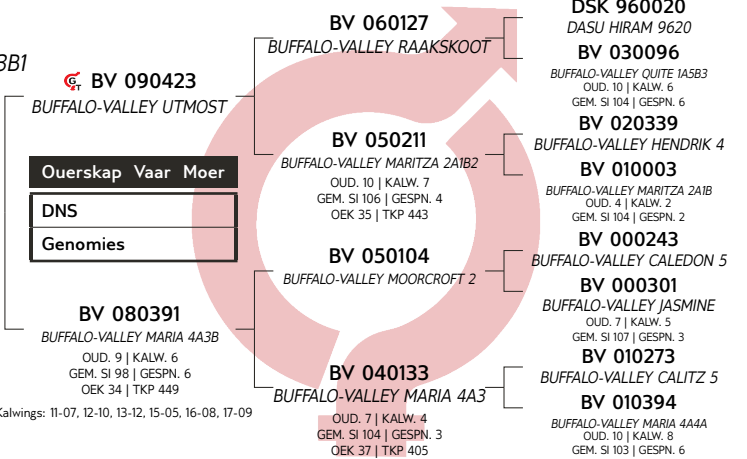 3B1
BV 090423
BUFFALO-VALLEY UTMOST
Ouerskap Vaar Moer
DNS
Genomies
BV 080391
BUFFALO-VALLEY MARIA 4A3B
OUD. 9 | KALW. 6
GEM. SI 98 | GESPN. 6
OEK 34 | TKP 449
Kalwings: 11-07, 12-10, 13-12, 15-05, 16-08, 17-09
BV 060127
BUFFALO-VALLEY RAAKSKOOT
BV 050211
BUFFALO-VALLEY MARITZA 2A1B2
OUD. 10 | KALW. 7
GEM. SI 106 | GESPN. 4
OEK 35 | TKP 443
BV 050104
BUFFALO-VALLEY MOORCROFT 2
BV 040133
BUFFALO-VALLEY MARIA 4A3
OUD. 7 | KALW. 4
GEM. SI 104 | GESPN. 3
OEK 37 | TKP 405
DSK 960020
DASU HIRAM 9620
BV 030096
BUFFALO-VALLEY QUITE 1A5B3
OUD. 10 | KALW. 6
GEM. SI 104 | GESPN. 6
BV 020339
BUFFALO-VALLEY HENDRIK 4
BV 010003
BUFFALO-VALLEY MARITZA 2A1B
OUD. 4 | KALW. 2
GEM. SI 104 | GESPN. 2
BV 000243
BUFFALO-VALLEY CALEDON 5
BV 000301
BUFFALO-VALLEY JASMINE
OUD. 7 | KALW. 5
GEM. SI 107 | GESPN. 3
BV 010273
BUFFALO-VALLEY CALITZ 5
BV 010394
BUFFALO-VALLEY MARIA 4A4A
OUD. 10 | KALW. 8
GEM. SI 103 | GESPN. 6